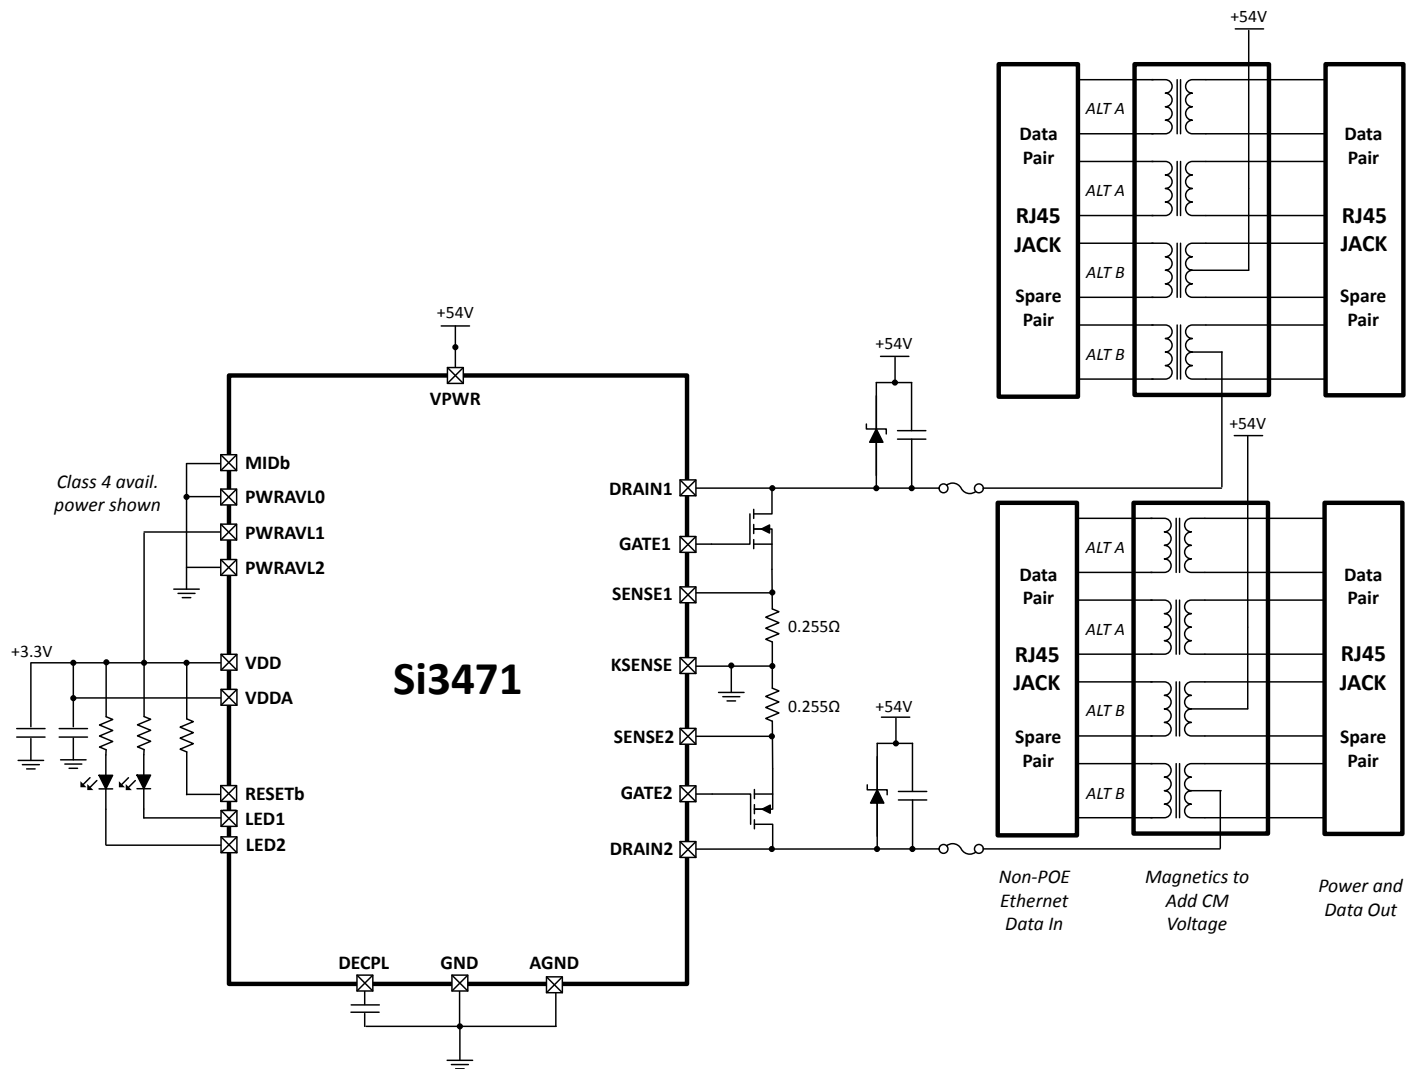 +54V
Data
Pair
RJ45
JACK
Spare
Pair
ALT A
ALT A
ALT B
ALT B
Data
Pair
RJ45
JACK
Spare
Pair
+54V
VPWR
+54V
+54V
Class 4 avail.
power shown
MIDb
PWRAVL0
PWRAVL1
PWRAVL2
+3.3V
VDD
VDDA
RESETb
LED1
LED2
Si3471
DRAIN1
GATE1
SENSE1
0.255Ω
KSENSE
0.255Ω
SENSE2
GATE2
DRAIN2
+54V
Data
Pair
RJ45
JACK
Spare
Pair
ALT A
ALT A
ALT B
ALT B
Data
Pair
RJ45
JACK
Spare
Pair
Non-POE
Ethernet
Data In
Magnetics to
Add CM
Voltage
Power and
Data Out
DECPL
GND
AGND